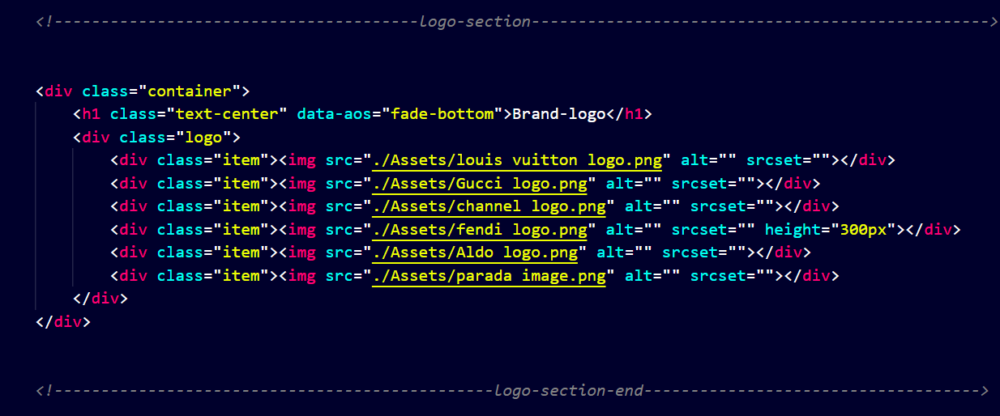 <!---------------------------------------logo-section------------------------------------------------->
<div class="container">
<h1 class="text-center" data-aos="fade-bottom">Brand-logo</h1>
<div class="logo">
<div class="item"><img src="./Assets/louis vuitton logo.png" alt="" srcset=""></div>
<div class="item"><img src="./Assets/Gucci logo.png" alt="" srcset=""></div>
<div class="item"><img src="./Assets/channel logo.png" alt="" srcset=""></div>
<div class="item"><img src="./Assets/fendi logo.png" alt="" srcset="" height="300px"></div>
<div class="item"><img src="./Assets/Aldo logo.png" alt="" srcset=""></div>
<div class="item"><img src="./Assets/parada image.png" alt="" srcset=""></div>
</div>
</div>
<!-----------------------------------------------logo-section-end------------------------------------>